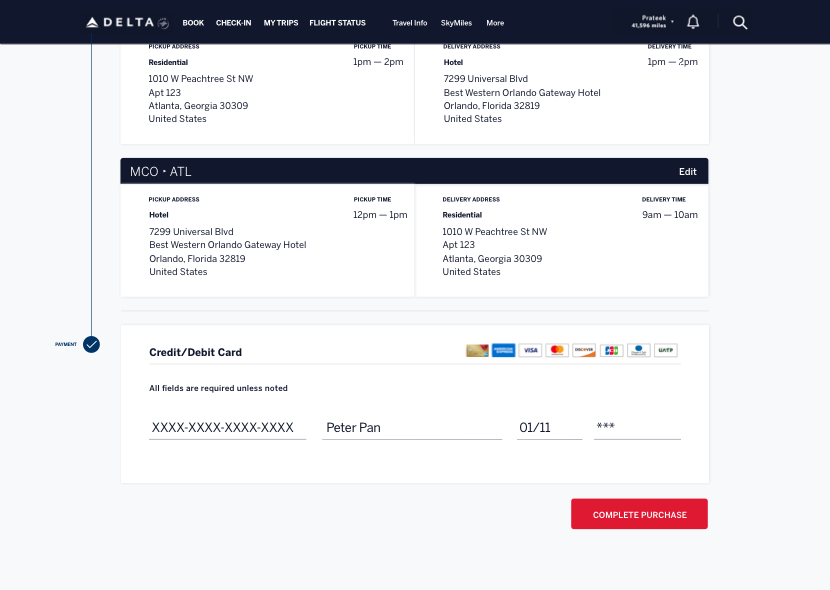 DELTA
BOOK CHECK-IN MY TRIPS FLIGHT STATUS Travel Info SkyMiles More
Prateek
41,596 miles
PICKUP ADDRESS PICKUP TIME
Residential 1pm — 2pm
1010 W Peachtree St NW
Apt 123
Atlanta, Georgia 30309
United States
DELIVERY ADDRESS DELIVERY TIME
Hotel 1pm — 2pm
7299 Universal Blvd
Best Western Orlando Gateway Hotel
Orlando, Florida 32819
United States
MCO • ATL Edit
PICKUP ADDRESS PICKUP TIME
Hotel 12pm — 1pm
7299 Universal Blvd
Best Western Orlando Gateway Hotel
Orlando, Florida 32819
United States
DELIVERY ADDRESS DELIVERY TIME
Residential 9am — 10am
1010 W Peachtree St NW
Apt 123
Atlanta, Georgia 30309
United States
PAYMENT
Credit/Debit Card VISA DISCOVER JCB UATP
All fields are required unless noted
XXXX-XXXX-XXXX-XXXX Peter Pan 01/11 ***
COMPLETE PURCHASE